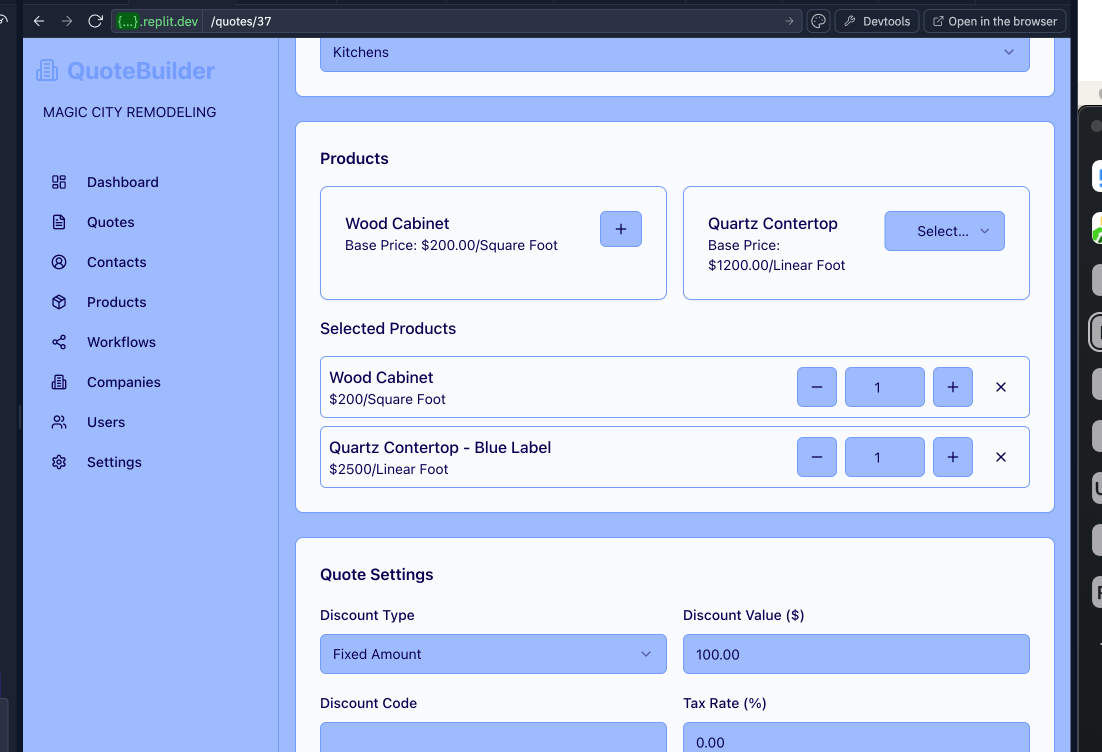 {...}.replit.dev /quotes/37
Devtools
Open in the browser
QuoteBuilder
MAGIC CITY REMODELING
Dashboard
Quotes
Contacts
Products
Workflows
Companies
Users
Settings
Kitchens
Products
Wood Cabinet
Base Price: $200.00/Square Foot
+
Quartz Contertop
Base Price:
$1200.00/Linear Foot
Select...
Selected Products
Wood Cabinet
$200/Square Foot
− 1 + ×
Quartz Contertop - Blue Label
$2500/Linear Foot
− 1 + ×
Quote Settings
Discount Type
Fixed Amount
Discount Value ($)
100.00
Discount Code
Tax Rate (%)
0.00